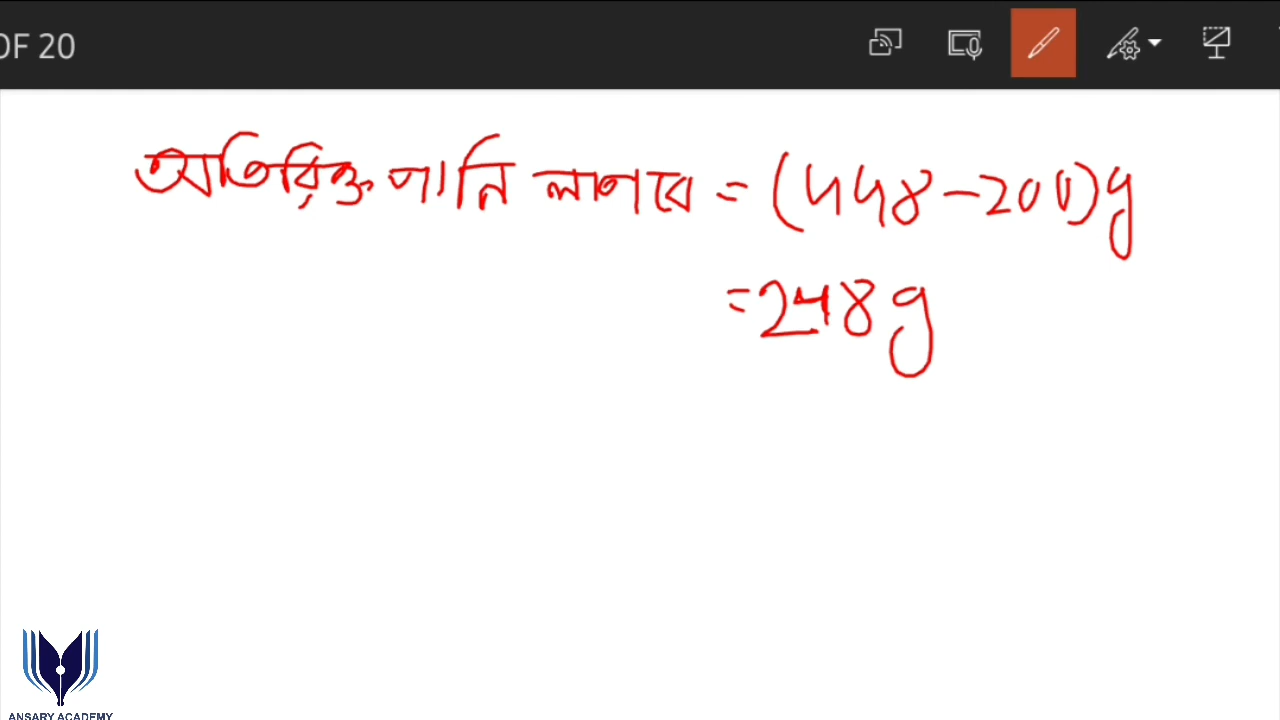 OF 20
অতিরিক্ত পানি লাগবে = (448-200)g
=248g
ANSARY ACADEMY